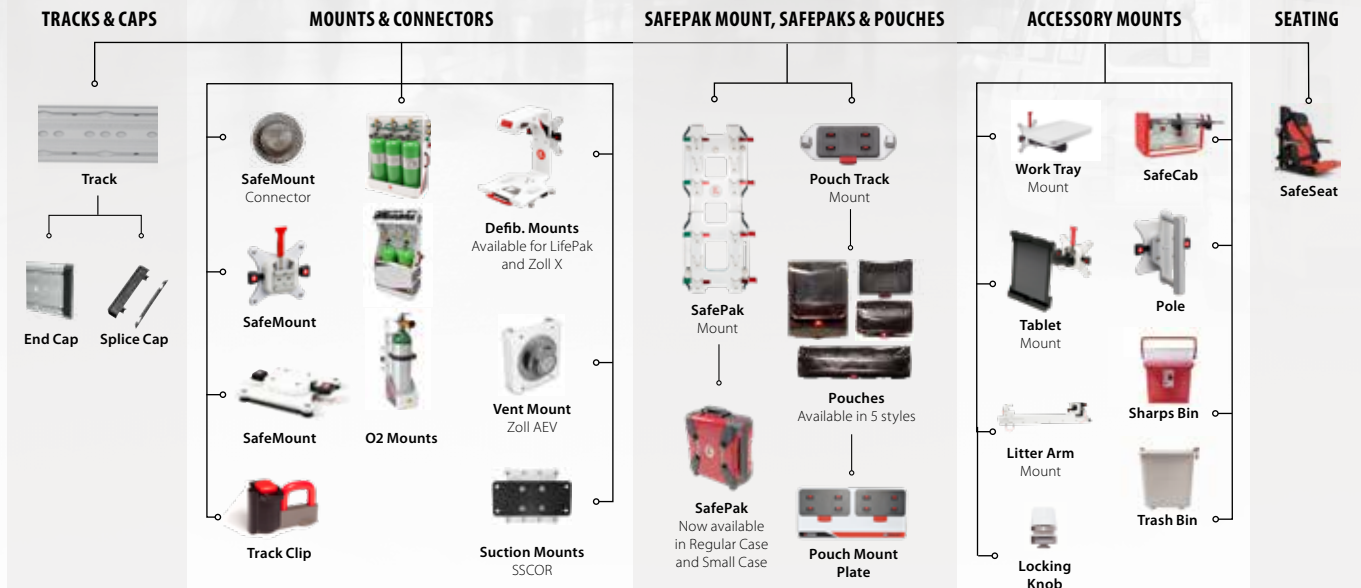 TRACKS & CAPS
MOUNTS & CONNECTORS
SAFEPAK MOUNT, SAFEPAKS & POUCHES
ACCESSORY MOUNTS
SEATING
Track
End Cap
Splice Cap
SafeMount
Connector
SafeMount
SafeMount
Track Clip
O2 Mounts
Defib. Mounts
Available for LifePak
and Zoll X
Vent Mount
Zoll AEV
Suction Mounts
SSCOR
SafePak
Mount
SafePak
Now available
in Regular Case
and Small Case
Pouch Track
Mount
Pouches
Available in 5 styles
Pouch Mount
Plate
Work Tray
Mount
Tablet
Mount
Litter Arm
Mount
Locking
Knob
SafeCab
Pole
Sharps Bin
Trash Bin
SafeSeat